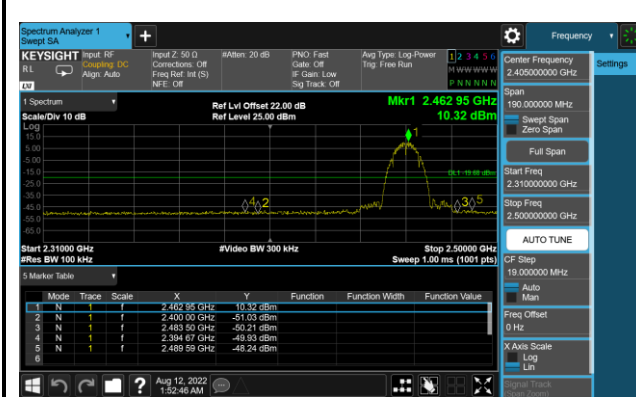 Spectrum Analyzer 1
Swept SA
Frequency
KEYSIGHT
RL
LXI
Input: RF
Coupling: DC
Align: Auto
Input Z: 50 Ω
Corrections: Off
Freq Ref: Int (S)
NFE: Off
#Atten: 20 dB
PNO: Fast
Gate: Off
IF Gain: Low
Sig Track: Off
Avg Type: Log-Power
Trig: Free Run
1 2 3 4 5 6
M W W W W W
P N N N N N
Center Frequency
2.405000000 GHz
Settings
Span
190.000000 MHz
Swept Span
Zero Span
Full Span
Start Freq
2.310000000 GHz
Stop Freq
2.500000000 GHz
AUTO TUNE
CF Step
19.000000 MHz
Auto
Man
Freq Offset
0 Hz
X Axis Scale
Log
Lin
Signal Track
(Span Zoom)
1 Spectrum
Scale/Div 10 dB
Ref Lvl Offset 22.00 dB
Ref Level 25.00 dBm
Mkr1 2.462 95 GHz
10.32 dBm
Log
15.0
5.00
-5.00
-15.0
-25.0
-35.0
-45.0
-55.0
-65.0
1
4 2
3 5
Start 2.31000 GHz
#Res BW 100 kHz
#Video BW 300 kHz
Stop 2.50000 GHz
Sweep 1.00 ms (1001 pts)
5 Marker Table
Mode Trace Scale X Y Function Function Width Function Value
1 N 1 f 2.462 95 GHz 10.32 dBm
2 N 1 f 2.400 00 GHz -51.03 dBm
3 N 1 f 2.483 50 GHz -50.21 dBm
4 N 1 f 2.394 67 GHz -49.93 dBm
5 N 1 f 2.489 59 GHz -48.24 dBm
6
?
Aug 12, 2022
1:52:46 AM